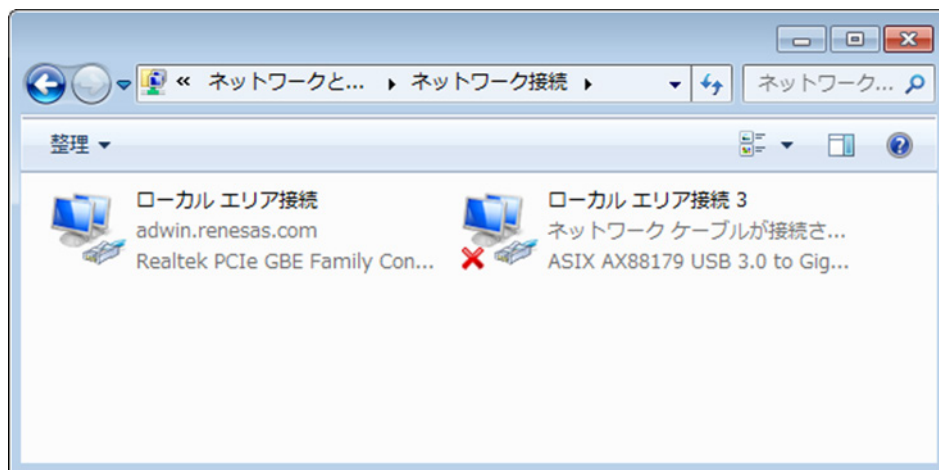 « ネットワークと... ▸ ネットワーク接続 ▸
ネットワーク...
整理
ローカル エリア接続
adwin.renesas.com
Realtek PCIe GBE Family Con...
ローカル エリア接続 3
ネットワーク ケーブルが接続さ...
ASIX AX88179 USB 3.0 to Gig...